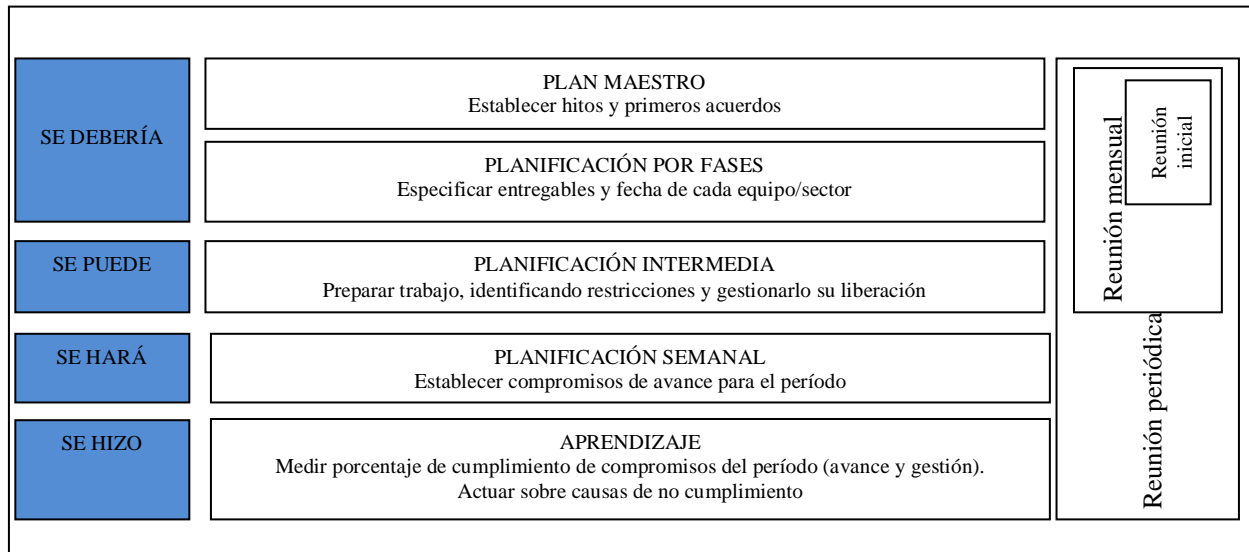 SE DEBERÍA
PLAN MAESTRO
Establecer hitos y primeros acuerdos
PLANIFICACIÓN POR FASES
Especificar entregables y fecha de cada equipo/sector
SE PUEDE
PLANIFICACIÓN INTERMEDIA
Preparar trabajo, identificando restricciones y gestionarlo su liberación
SE HARÁ
PLANIFICACIÓN SEMANAL
Establecer compromisos de avance para el período
SE HIZO
APRENDIZAJE
Medir porcentaje de cumplimiento de compromisos del período (avance y gestión).
Actuar sobre causas de no cumplimiento
Reunión periódica
Reunión mensual
Reunión
inicial